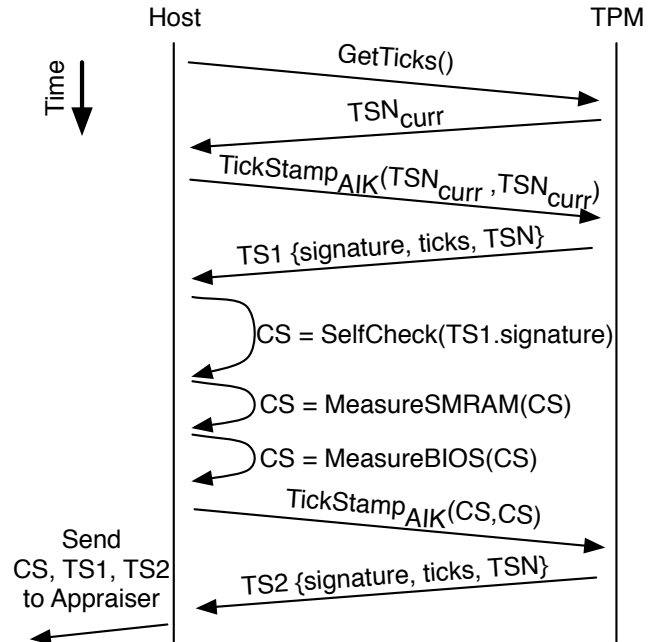 Host
TPM
Time
GetTicks()
TSNcurr
TickStampAIK(TSNcurr ,TSNcurr)
TS1 {signature, ticks, TSN}
CS = SelfCheck(TS1.signature)
CS = MeasureSMRAM(CS)
CS = MeasureBIOS(CS)
TickStampAIK(CS,CS)
Send
CS, TS1, TS2
to Appraiser
TS2 {signature, ticks, TSN}